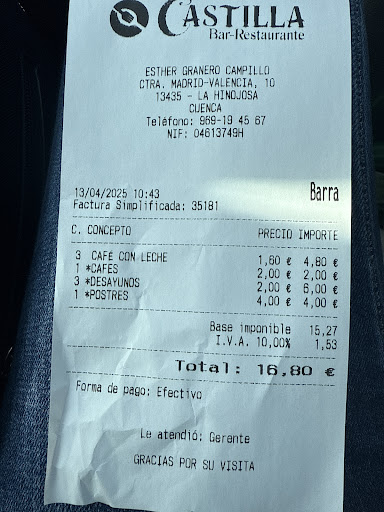 CASTILLA
Bar-Restaurante
ESTHER GRANERO CAMPILLO
CTRA. MADRID-VALENCIA, 10
13435 - LA HINOJOSA
CUENCA
Teléfono: 969-19 45 67
NIF: 04613749H
13/04/2025 10:43 Barra
Factura Simplificada: 35181
C. CONCEPTO PRECIO IMPORTE
3 CAFÉ CON LECHE 1,60 € 4,80 €
1 *CAFES 2,00 € 2,00 €
3 *DESAYUNOS 2,00 € 6,00 €
1 *POSTRES 4,00 € 4,00 €
Base imponible 15,27
I.V.A. 10,00% 1,53
Total: 16,80 €
Forma de pago: Efectivo
Le atendió: Gerente
GRACIAS POR SU VISITA